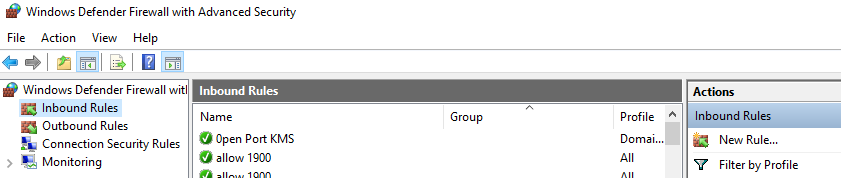 Windows Defender Firewall with Advanced Security
File Action View Help
Windows Defender Firewall wit
Inbound Rules
Outbound Rules
Connection Security Rules
Monitoring
Inbound Rules
Name Group Profile
0pen Port KMS Domai...
allow 1900 All
allow 1900 All
Actions
Inbound Rules
New Rule...
Filter by Profile